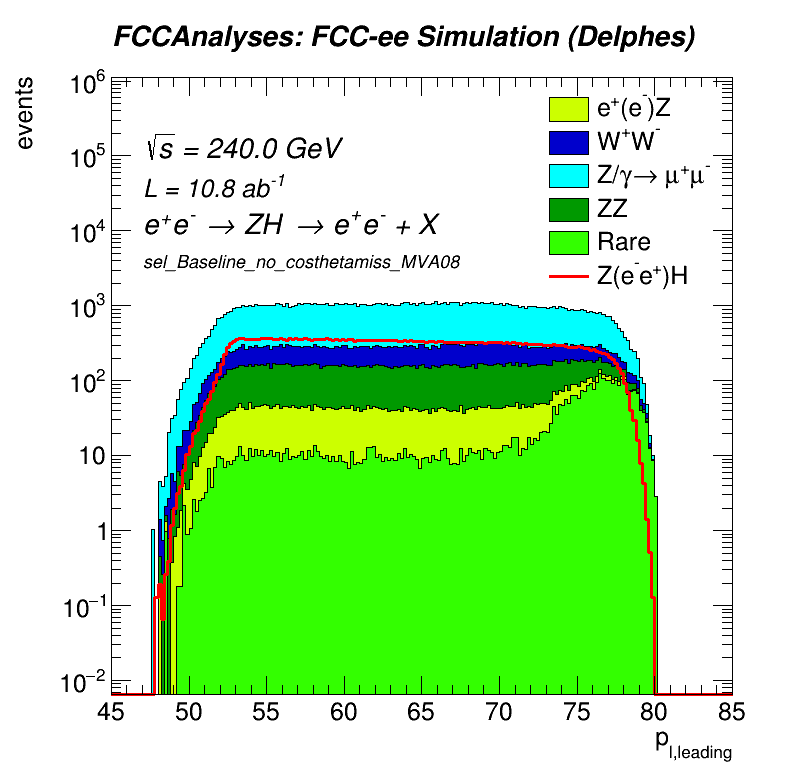 FCCAnalyses: FCC-ee Simulation (Delphes)
events
10⁶
10⁵
10⁴
10³
10²
10
1
10⁻¹
10⁻²
√s = 240.0 GeV
L = 10.8 ab⁻¹
e⁺e⁻ → ZH → e⁺e⁻ + X
sel_Baseline_no_costhetamiss_MVA08
e⁺(e⁻)Z
W⁺W⁻
Z/γ→ μ⁺μ⁻
ZZ
Rare
Z(e⁻e⁺)H
45 50 55 60 65 70 75 80 85
p_l,leading